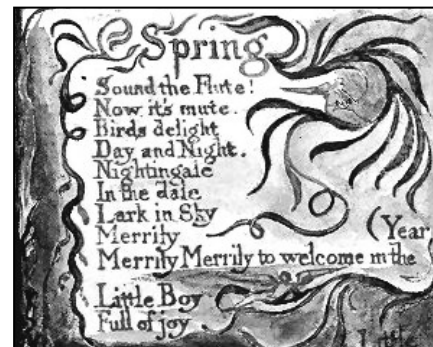 Spring
Sound the Flute!
Now it's mute.
Birds delight
Day and Night.
Nightingale
In the dale
Lark in Sky
Merrily
(Year
Merrily Merrily to welcome in the
Little Boy
Full of joy.
Little